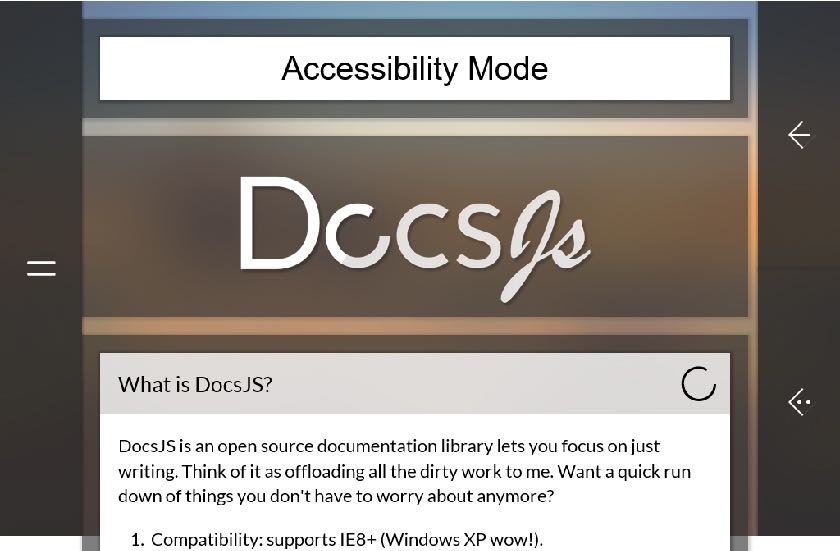 Accessibility Mode
DocsJs
What is DocsJS?
DocsJS is an open source documentation library lets you focus on just
writing. Think of it as offloading all the dirty work to me. Want a quick run
down of things you don't have to worry about anymore?
1. Compatibility: supports IE8+ (Windows XP wow!).